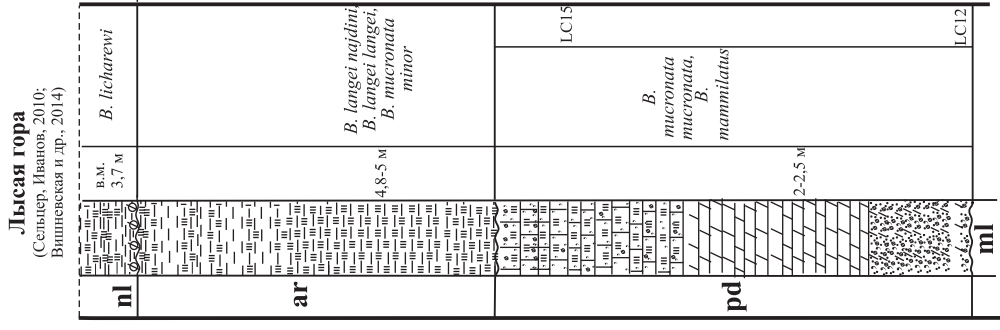 Лысая гора
(Сельцер, Иванов, 2010;
Вишневская и др., 2014)
nl
в.м.
3,7 м
B. licharewi
ar
4,8-5 м
B. langei najdini,
B. langei langei,
B. mucronata
minor
pd
2-2,5 м
B.
mucronata
mucronata,
B.
mammilatus
LC15
LC12
ml